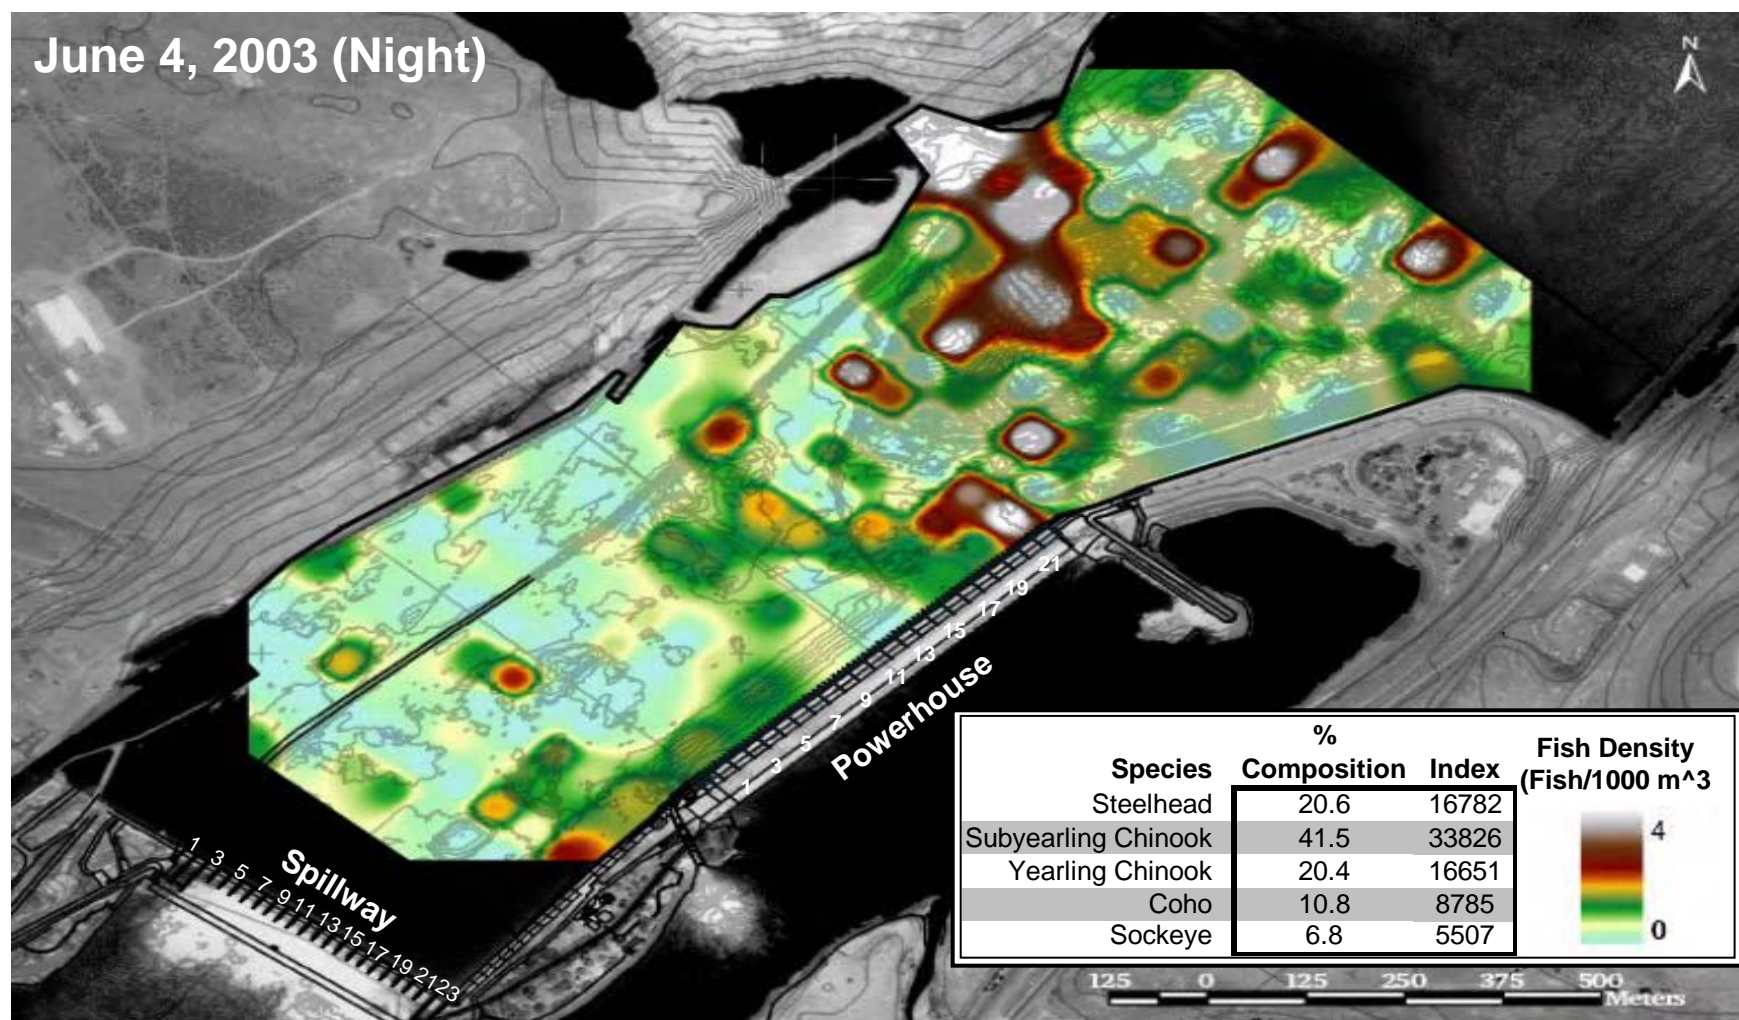 June 4, 2003 (Night)
N
21
19
17
15
13
11
9
7
5
3
1
Powerhouse
Spillway
1 3 5 7 9 11 13 15 17 19 21 23
%
Species Composition Index
Steelhead 20.6 16782
Subyearling Chinook 41.5 33826
Yearling Chinook 20.4 16651
Coho 10.8 8785
Sockeye 6.8 5507
Fish Density
(Fish/1000 m^3
4
0
125 0 125 250 375 500
Meters